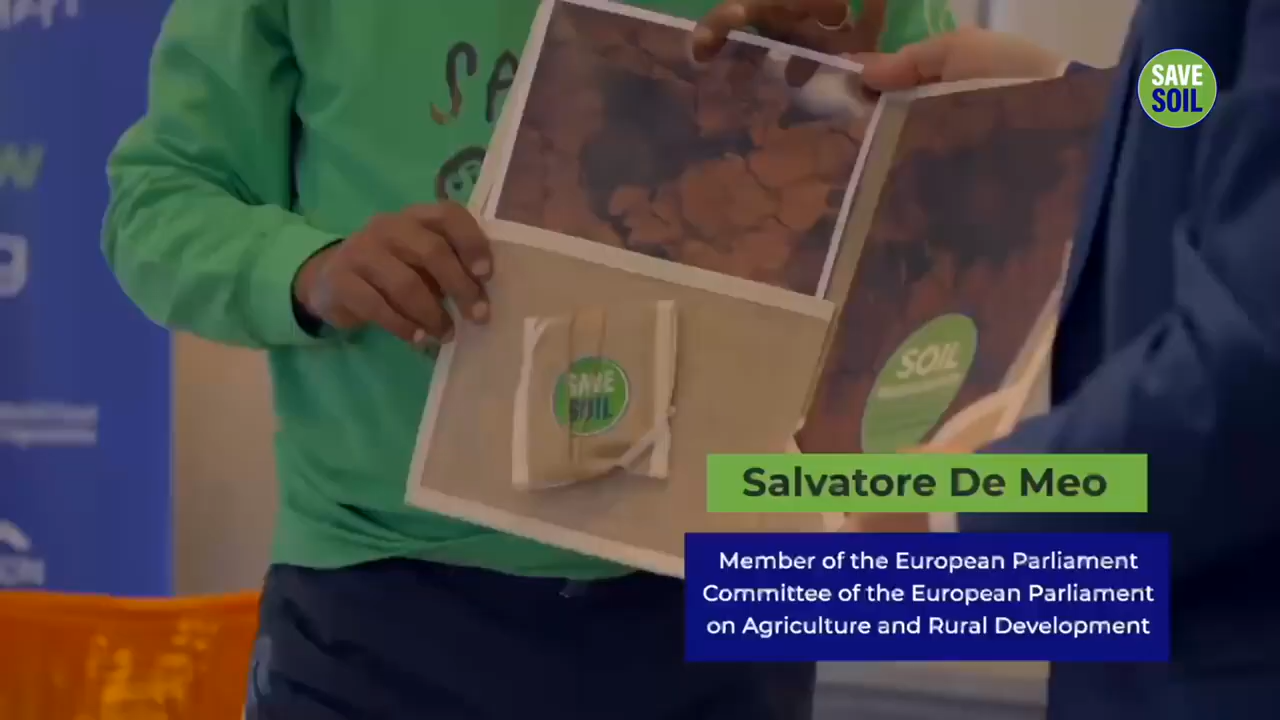 SAVE
SOIL
SA
SAVE
SOIL
SOIL
Salvatore De Meo
Member of the European Parliament
Committee of the European Parliament
on Agriculture and Rural Development